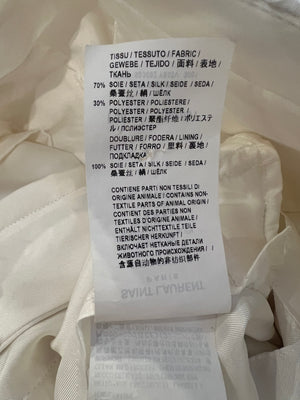 TISSU / TESSUTO / FABRIC /
GEWEBE / TEJIDO / 面料 / 表地 /
ТКАНЬ
70% SOIE / SETA / SILK / SEIDE / SEDA /
桑蚕丝 / 絹 / ШЕЛК
30% POLYESTER / POLIESTERE /
POLYESTER / POLYESTER /
POLIESTER / 聚酯纤维 / ポリエステ
ル / ПОЛИЭСТЕР
DOUBLURE / FODERA / LINING /
FUTTER / FORRO / 里料 / 裏地 /
ПОДКЛАДКА
100% SOIE / SETA / SILK / SEIDE / SEDA /
桑蚕丝 / 絹 / ШЕЛК
CONTIENE PARTI NON TESSILI DI
ORIGINE ANIMALE / CONTAINS NON-
TEXTILE PARTS OF ANIMAL ORIGIN /
CONTIENT DES PARTIES NON
TEXTILES D'ORIGINE ANIMALE /
ENTHÄLT NICHTTEXTILE TEILE
TIERISCHER HERKUNFT /
ВКЛЮЧАЕТ НЕТКАНЫЕ ДЕТАЛИ
ЖИВОТНОГО ПРОИСХОЖДЕНИЯ /
含源自动物的非纺织部件
PARIS
SAINT LAURENT